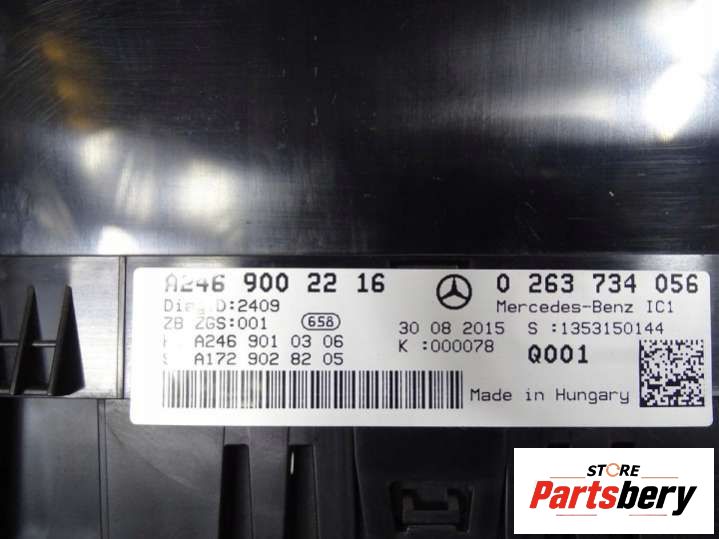 A246 900 22 16
0 263 734 056
Diag.D:2409
Mercedes-Benz IC1
ZB ZGS:001
658
30 08 2015 S :1353150144
A246 901 03 06
K :000078
Q001
A172 902 82 05
Made in Hungary
STORE
Partsbery